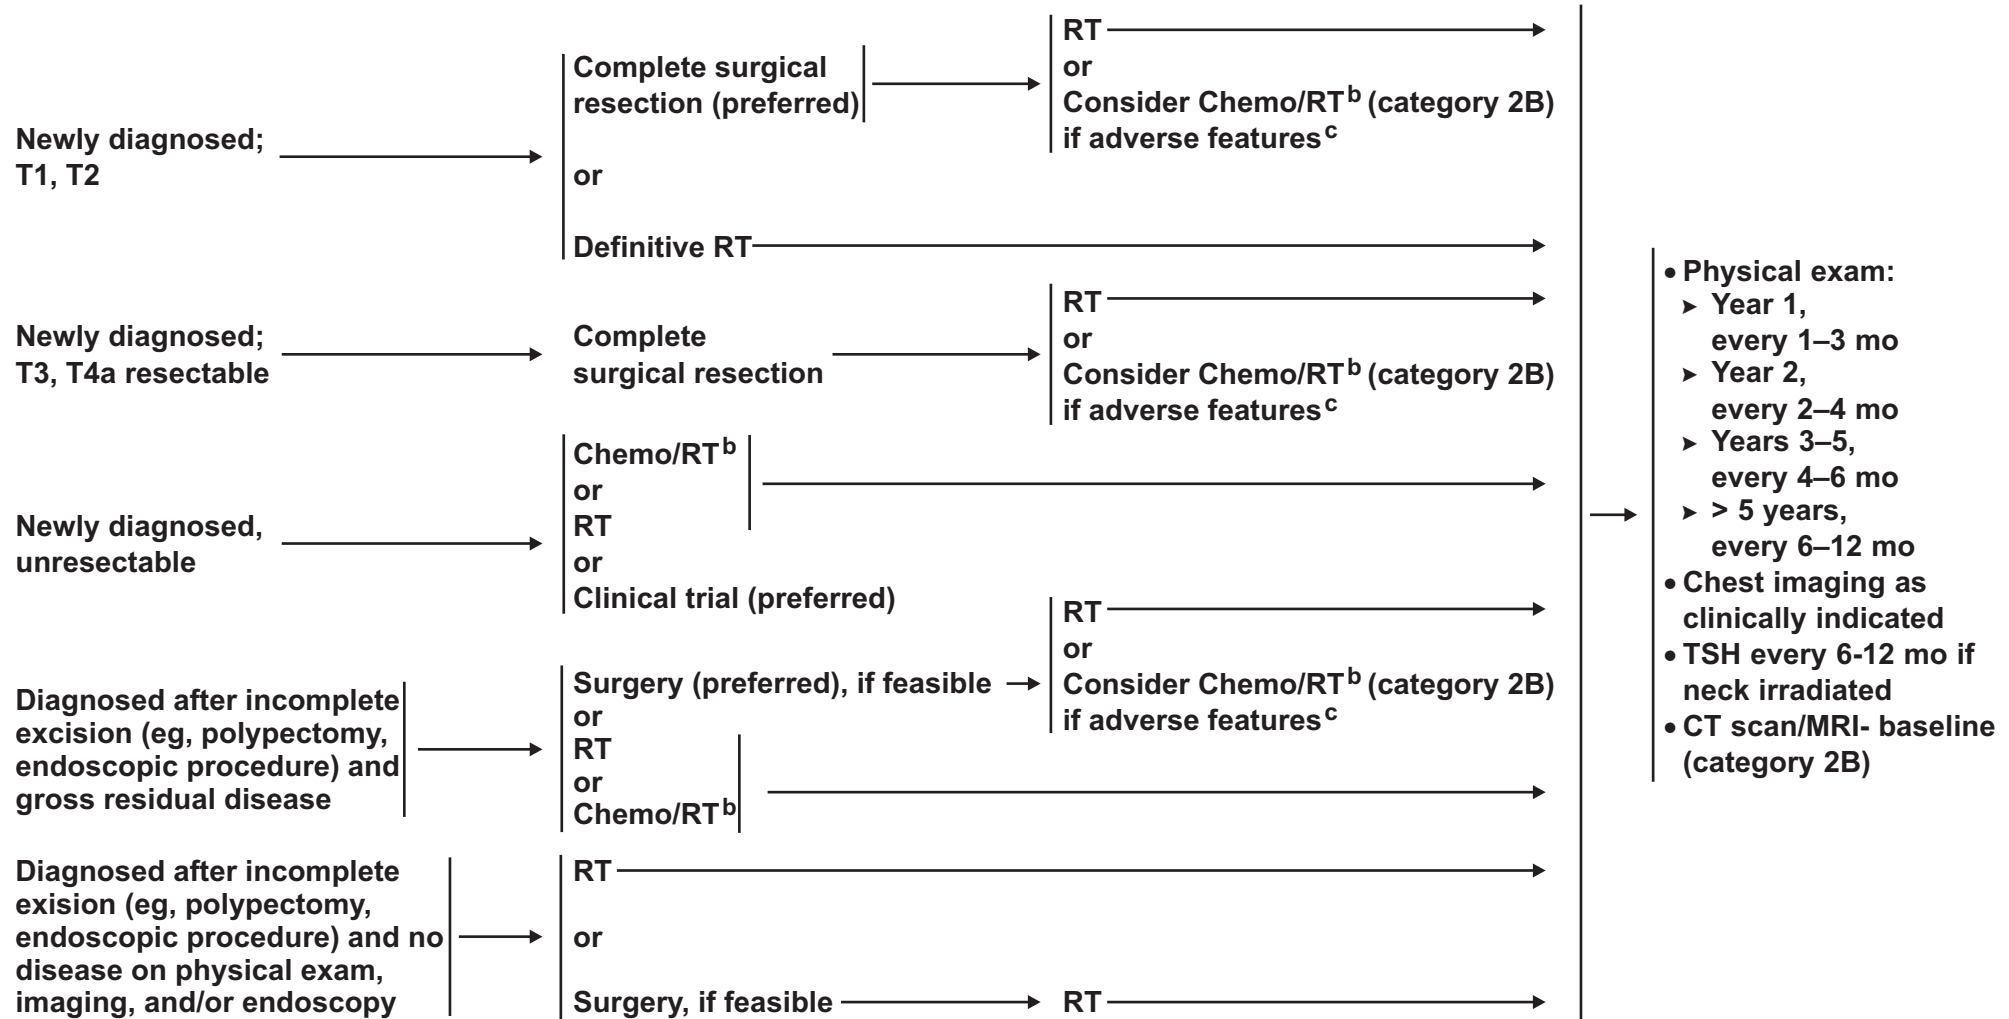 Newly diagnosed;
T1, T2
Complete surgical
resection (preferred)
or
Definitive RT
RT
or
Consider Chemo/RTb (category 2B)
if adverse featuresc
Newly diagnosed;
T3, T4a resectable
Complete
surgical resection
RT
or
Consider Chemo/RTb (category 2B)
if adverse featuresc
Newly diagnosed,
unresectable
Chemo/RTb
or
RT
or
Clinical trial (preferred)
Diagnosed after incomplete
excision (eg, polypectomy,
endoscopic procedure) and
gross residual disease
Surgery (preferred), if feasible
or
RT
or
Chemo/RTb
RT
or
Consider Chemo/RTb (category 2B)
if adverse featuresc
Diagnosed after incomplete
exision (eg, polypectomy,
endoscopic procedure) and no
disease on physical exam,
imaging, and/or endoscopy
RT
or
Surgery, if feasible
RT
• Physical exam:
➤ Year 1,
every 1–3 mo
➤ Year 2,
every 2–4 mo
➤ Years 3–5,
every 4–6 mo
➤ > 5 years,
every 6–12 mo
• Chest imaging as
clinically indicated
• TSH every 6-12 mo if
neck irradiated
• CT scan/MRI- baseline
(category 2B)